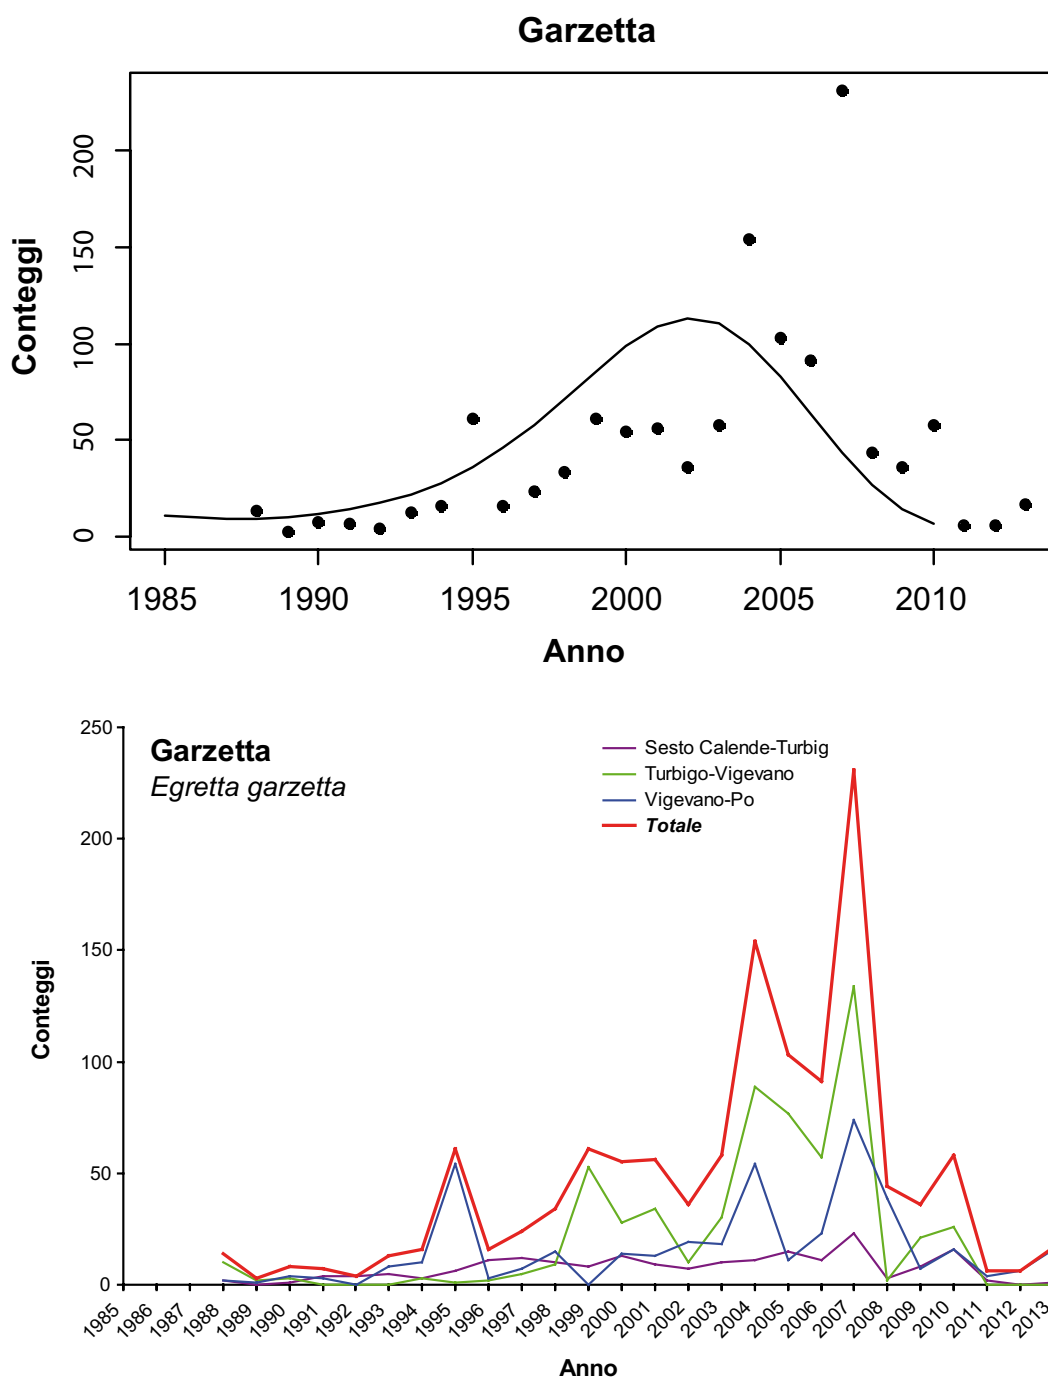 Garzetta
200
150
100
50
0
Conteggi
1985 1990 1995 2000 2005 2010
Anno
250
200
150
100
50
0
Conteggi
Garzetta
Egretta garzetta
Sesto Calende-Turbig
Turbigo-Vigevano
Vigevano-Po
Totale
1985 1986 1987 1988 1989 1990 1991 1992 1993 1994 1995 1996 1997 1998 1999 2000 2001 2002 2003 2004 2005 2006 2007 2008 2009 2010 2011 2012 2013
Anno